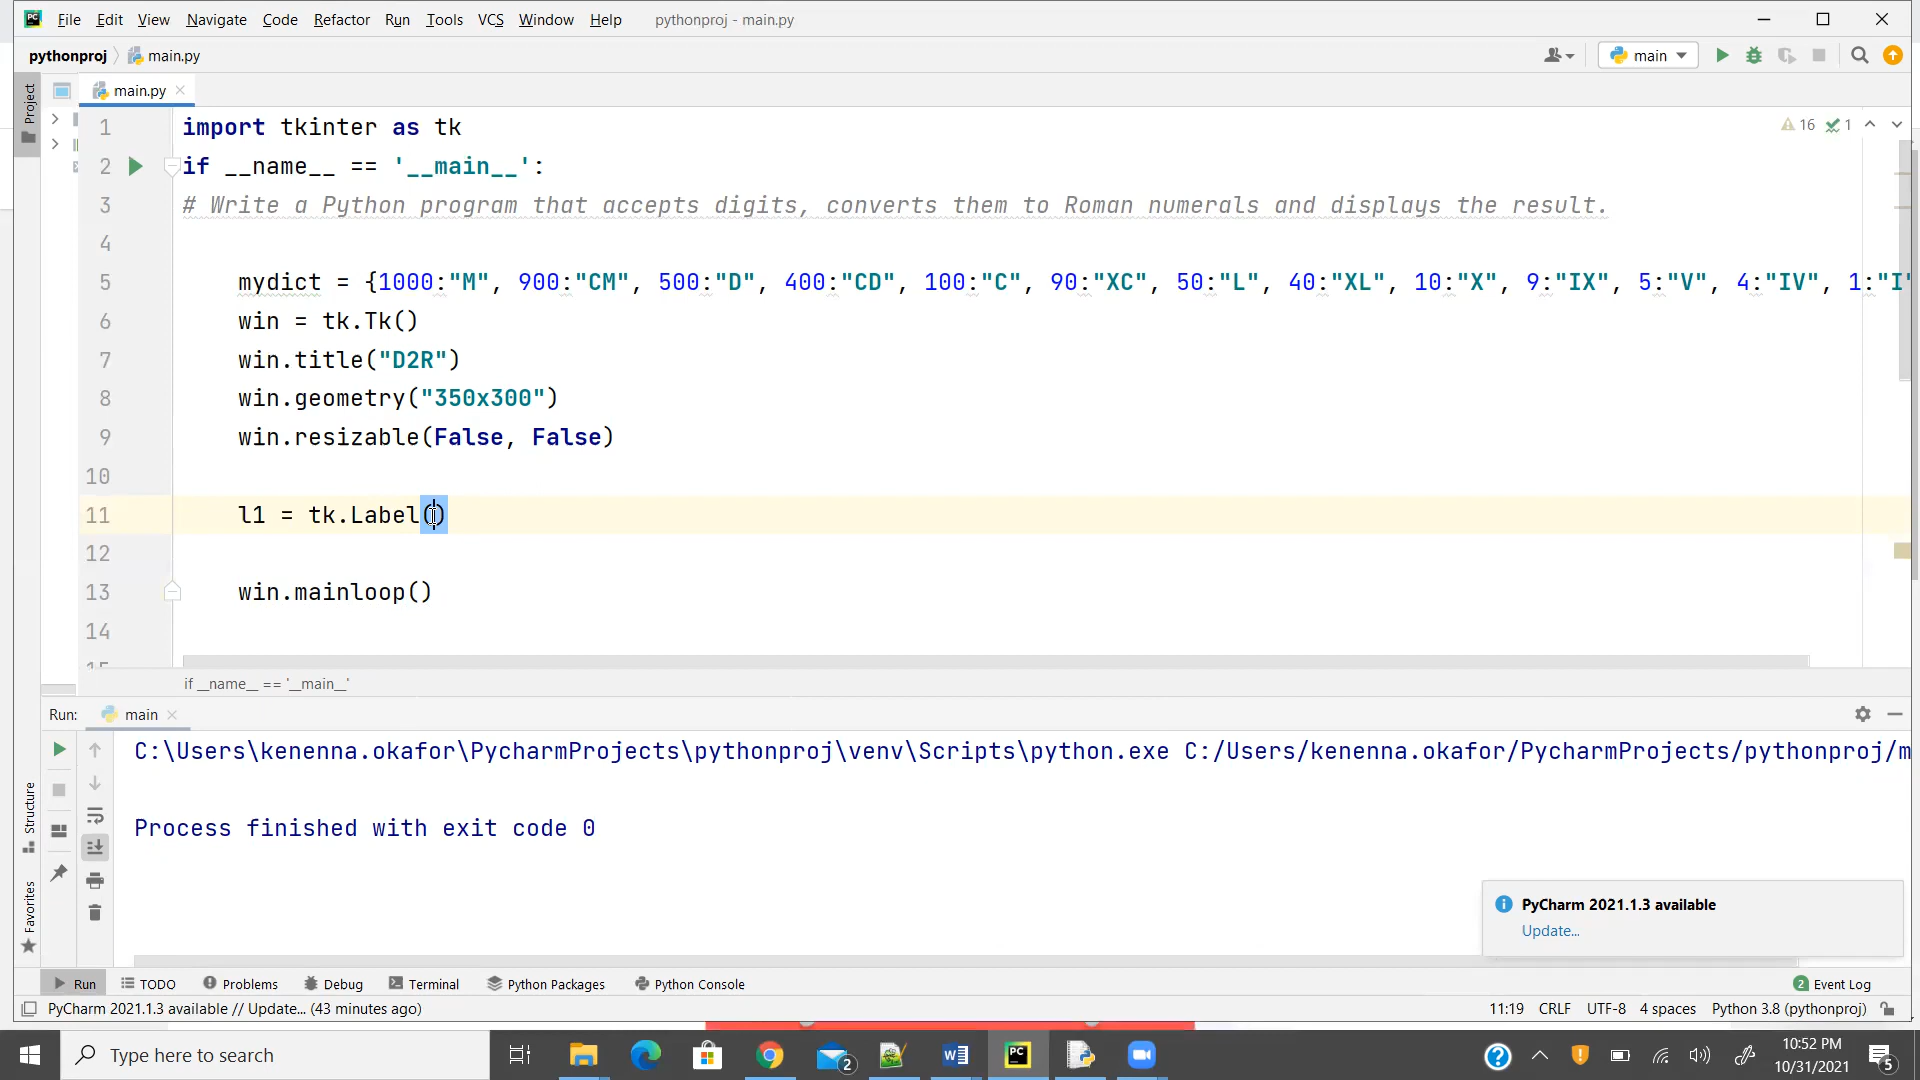 File Edit View Navigate Code Refactor Run Tools VCS Window Help pythonproj - main.py
pythonproj main.py main
Project
main.py
1 import tkinter as tk
16 1
2 if __name__ == '__main__':
3 # Write a Python program that accepts digits, converts them to Roman numerals and displays the result.
4
5 mydict = {1000:"M", 900:"CM", 500:"D", 400:"CD", 100:"C", 90:"XC", 50:"L", 40:"XL", 10:"X", 9:"IX", 5:"V", 4:"IV", 1:"I"
6 win = tk.Tk()
7 win.title("D2R")
8 win.geometry("350x300")
9 win.resizable(False, False)
10
11 l1 = tk.Label()
12
13 win.mainloop()
14
15
if __name__ == '__main__'
Run: main
C:\Users\kenenna.okafor\PycharmProjects\pythonproj\venv\Scripts\python.exe C:/Users/kenenna.okafor/PycharmProjects/pythonproj/m
Process finished with exit code 0
Structure
Favorites
PyCharm 2021.1.3 available
Update...
Run TODO Problems Debug Terminal Python Packages Python Console 2 Event Log
PyCharm 2021.1.3 available // Update... (43 minutes ago) 11:19 CRLF UTF-8 4 spaces Python 3.8 (pythonproj)
Type here to search
2
10:52 PM
10/31/2021
5